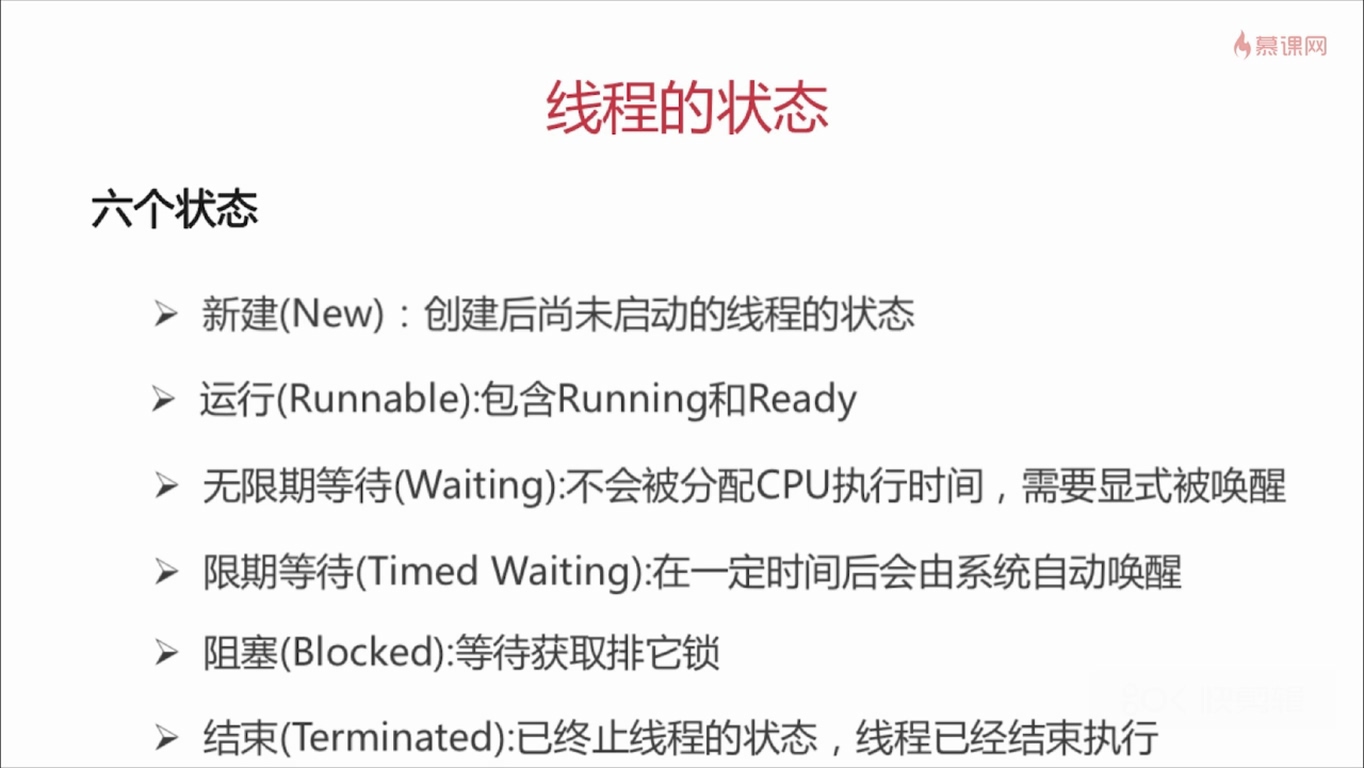 慕课网
线程的状态
六个状态
➢ 新建(New)：创建后尚未启动的线程的状态
➢ 运行(Runnable):包含Running和Ready
➢ 无限期等待(Waiting):不会被分配CPU执行时间，需要显式被唤醒
➢ 限期等待(Timed Waiting):在一定时间后会由系统自动唤醒
➢ 阻塞(Blocked):等待获取排它锁
➢ 结束(Terminated):已终止线程的状态，线程已经结束执行